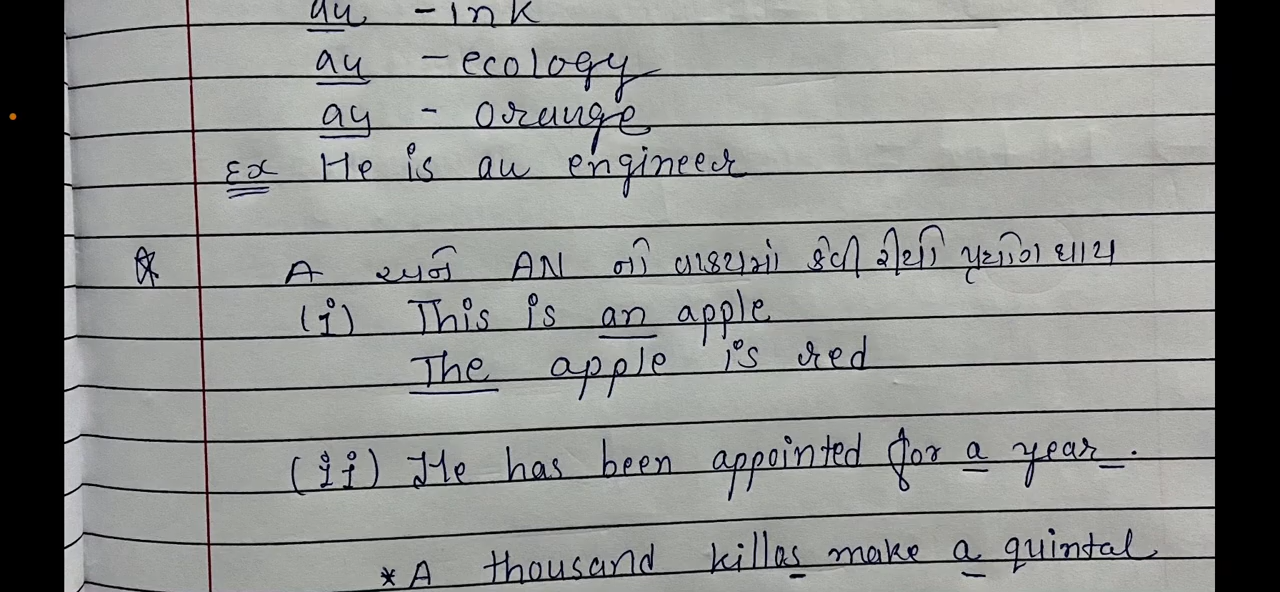 an - ink
an - ecology
an - orange
Ex He is an engineer
A અને AN નો વાક્યમાં કેવી રીતે પ્રયોગ થાય
(i) This is an apple
The apple is red
(ii) He has been appointed for a year.
* A thousand killos make a quintal